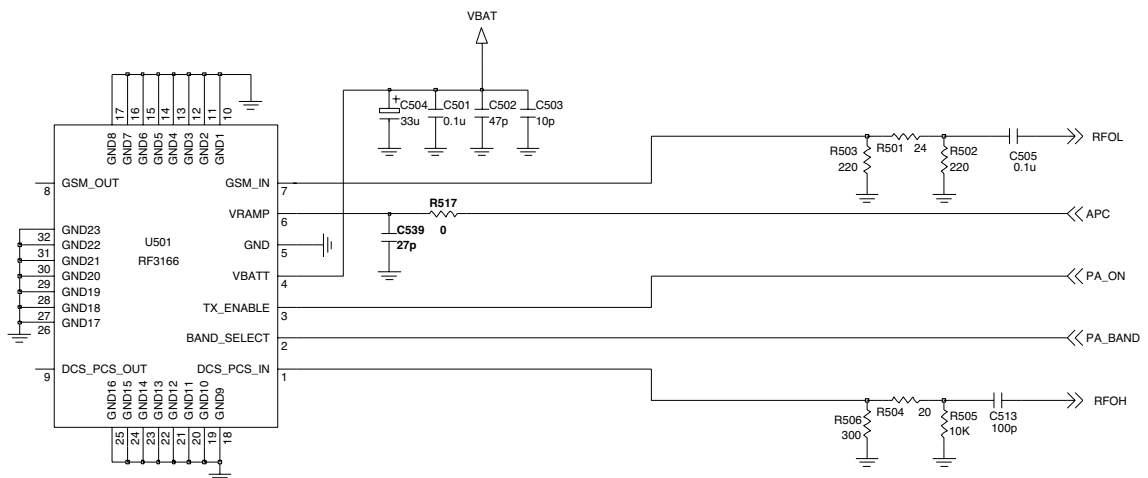 VBAT
C504
33u
C501
0.1u
C502
47p
C503
10p
17
16
15
14
13
12
11
10
GND8
GND7
GND6
GND5
GND4
GND3
GND2
GND1
R503
220
R501
24
R502
220
C505
0.1u
RFOL
8
GSM_OUT
GSM_IN
7
VRAMP
6
R517
0
C539
27p
APC
GND23
32
GND22
31
GND21
30
GND20
29
GND19
28
GND18
27
GND17
26
U501
RF3166
GND
5
VBATT
4
TX_ENABLE
3
PA_ON
BAND_SELECT
2
PA_BAND
9
DCS_PCS_OUT
DCS_PCS_IN
1
GND16
GND15
GND14
GND13
GND12
GND11
GND10
GND9
25
24
23
22
21
20
19
18
R506
300
R504
20
R505
10K
C513
100p
RFOH
+